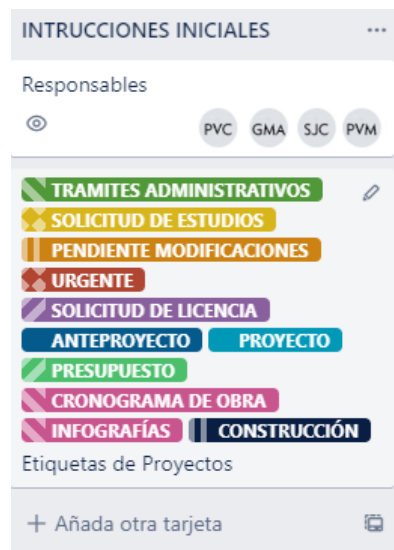 INTRUCCIONES INICIALES
Responsables
PVC GMA SJC PVM
TRAMITES ADMINISTRATIVOS
SOLICITUD DE ESTUDIOS
PENDIENTE MODIFICACIONES
URGENTE
SOLICITUD DE LICENCIA
ANTEPROYECTO PROYECTO
PRESUPUESTO
CRONOGRAMA DE OBRA
INFOGRAFÍAS CONSTRUCCIÓN
Etiquetas de Proyectos
+ Añada otra tarjeta